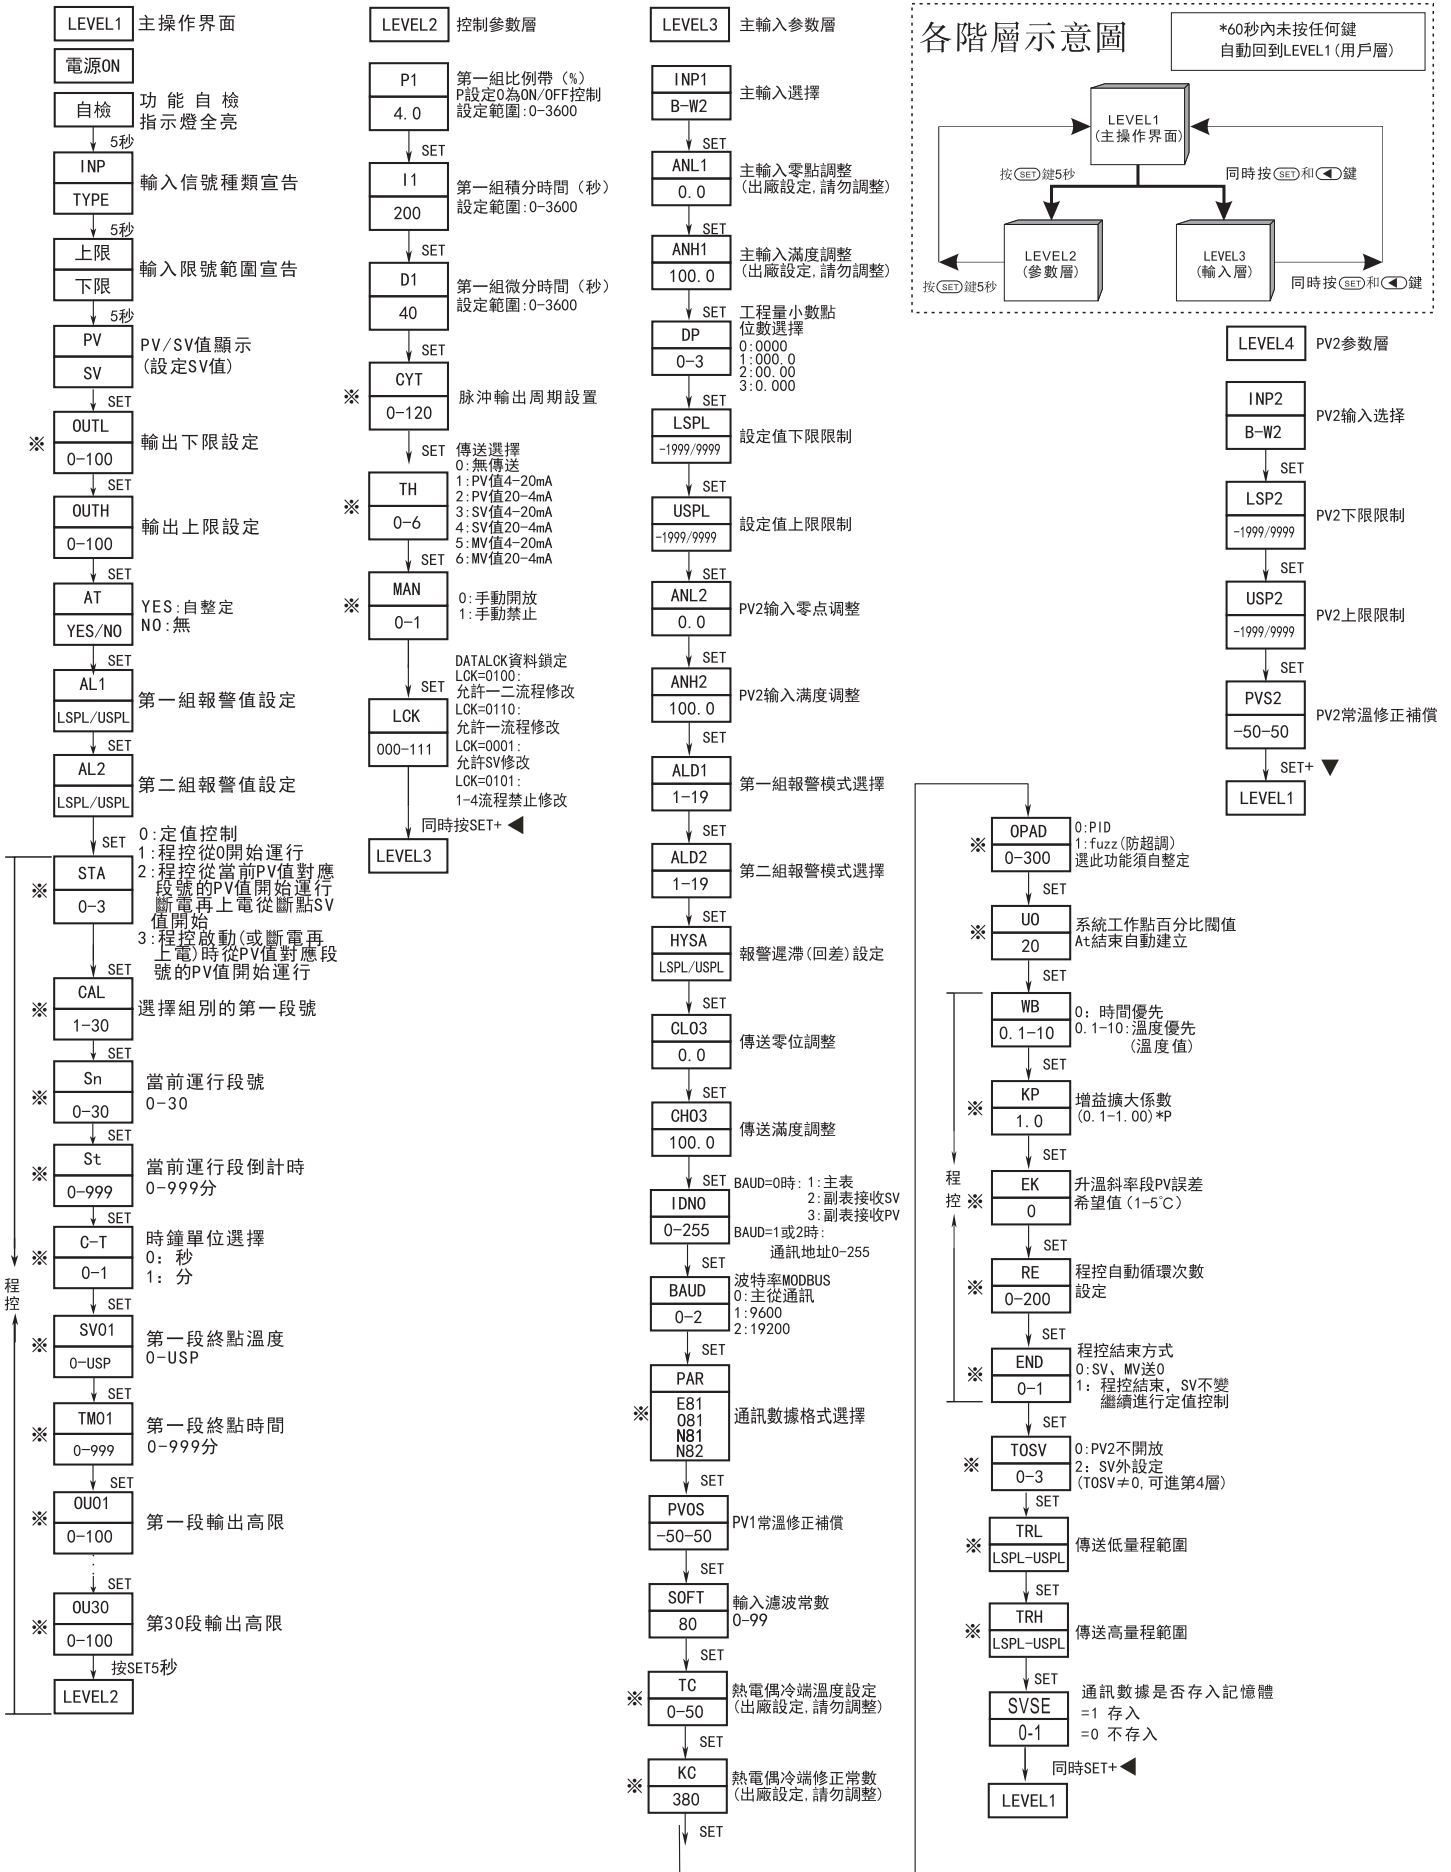 LEVEL1 主操作界面
電源ON
自檢
功能自檢
指示燈全亮
5秒
INP
TYPE
輸入信號種類宣告
5秒
上限
下限
輸入限號範圍宣告
5秒
PV
SV
PV/SV值顯示
(設定SV值)
SET
※
OUTL
0-100
輸出下限設定
SET
OUTH
0-100
輸出上限設定
SET
AT
YES/NO
YES:自整定
NO:無
SET
AL1
LSPL/USPL
第一組報警值設定
SET
AL2
LSPL/USPL
第二組報警值設定
SET
※
STA
0-3
0:定值控制
1:程控從0開始運行
2:程控從當前PV值對應
段號的PV值開始運行
斷電再上電從斷點SV
值開始
3:程控啟動(或斷電再
上電)時從PV值對應段
號的PV值開始運行
SET
※
CAL
1-30
選擇組別的第一段號
SET
※
Sn
0-30
當前運行段號
0-30
SET
※
St
0-999
當前運行段倒計時
0-999分
SET
※
C-T
0-1
時鐘單位選擇
0: 秒
1: 分
程
控
SET
※
SV01
0-USP
第一段終點溫度
0-USP
SET
※
TM01
0-999
第一段終點時間
0-999分
SET
※
OU01
0-100
第一段輸出高限
SET
※
OU30
0-100
第30段輸出高限
按SET5秒
LEVEL2
LEVEL2 控制參數層
P1
4.0
第一組比例帶（%）
P設定0為ON/OFF控制
設定範圍:0-3600
SET
I1
200
第一組積分時間（秒）
設定範圍:0-3600
SET
D1
40
第一組微分時間（秒）
設定範圍:0-3600
SET
※
CYT
0-120
脉沖輸出周期設置
SET
傳送選擇
0:無傳送
1:PV值4-20mA
2:PV值20-4mA
3:SV值4-20mA
4:SV值20-4mA
5:MV值4-20mA
6:MV值20-4mA
※
TH
0-6
SET
※
MAN
0-1
0:手動開放
1:手動禁止
SET
DATALCK資料鎖定
LCK=0100:
允許一二流程修改
LCK=0110:
允許一流程修改
LCK=0001:
允許SV修改
LCK=0101:
1-4流程禁止修改
LCK
000-111
同時按SET+ ◀
LEVEL3
LEVEL3 主輸入参数層
INP1
B-W2
主輸入選擇
SET
ANL1
0.0
主輸入零點調整
(出廠設定,請勿調整)
SET
ANH1
100.0
主輸入滿度調整
(出廠設定,請勿調整)
SET
DP
0-3
工程量小數點
位數選擇
0:0000
1:000.0
2:00.00
3:0.000
SET
LSPL
-1999/9999
設定值下限限制
SET
USPL
-1999/9999
設定值上限限制
SET
ANL2
0.0
PV2输入零点调整
SET
ANH2
100.0
PV2输入满度调整
SET
ALD1
1-19
第一組報警模式選擇
SET
ALD2
1-19
第二組報警模式選擇
SET
HYSA
LSPL/USPL
報警遲滯(回差)設定
SET
CLO3
0.0
傳送零位調整
SET
CHO3
100.0
傳送滿度調整
SET
IDNO
0-255
BAUD=0時: 1:主表
2:副表接收SV
3:副表接收PV
BAUD=1或2時:
通訊地址0-255
SET
BAUD
0-2
波特率MODBUS
0:主從通訊
1:9600
2:19200
SET
※
PAR
E81
O81
N81
N82
通訊數據格式選擇
SET
PVOS
-50-50
PV1常溫修正補償
SET
SOFT
80
輸入濾波常數
0-99
SET
※
TC
0-50
熱電偶冷端溫度設定
(出廠設定,請勿調整)
SET
※
KC
380
熱電偶冷端修正常數
(出廠設定,請勿調整)
SET
※
OPAD
0-300
0:PID
1:fuzz(防超調)
選此功能須自整定
SET
※
UO
20
系統工作點百分比閥值
At結束自動建立
SET
WB
0.1-10
0: 時間優先
0.1-10:溫度優先
(溫度值)
SET
※
KP
1.0
增益擴大係數
(0.1-1.00)*P
SET
程
控
※
EK
0
升溫斜率段PV誤差
希望值(1-5℃)
SET
※
RE
0-200
程控自動循環次數
設定
SET
※
END
0-1
程控結束方式
0:SV、MV送0
1: 程控結束, SV不變
繼續進行定值控制
SET
※
TOSV
0-3
0:PV2不開放
2: SV外設定
(TOSV≠0,可進第4層)
SET
※
TRL
LSPL-USPL
傳送低量程範圍
SET
※
TRH
LSPL-USPL
傳送高量程範圍
SET
SVSE
0-1
通訊數據是否存入記憶體
=1 存入
=0 不存入
同時SET+◀
LEVEL1
各階層示意圖
*60秒內未按任何鍵
自動回到LEVEL1(用戶層)
LEVEL1
(主操作界面)
按SET鍵5秒
同時按SET和◀鍵
LEVEL2
(參數層)
LEVEL3
(輸入層)
按SET鍵5秒
同時按SET和◀鍵
LEVEL4 PV2参数層
INP2
B-W2
PV2输入选择
SET
LSP2
-1999/9999
PV2下限限制
SET
USP2
-1999/9999
PV2上限限制
SET
PVS2
-50-50
PV2常溫修正補償
SET+ ▼
LEVEL1